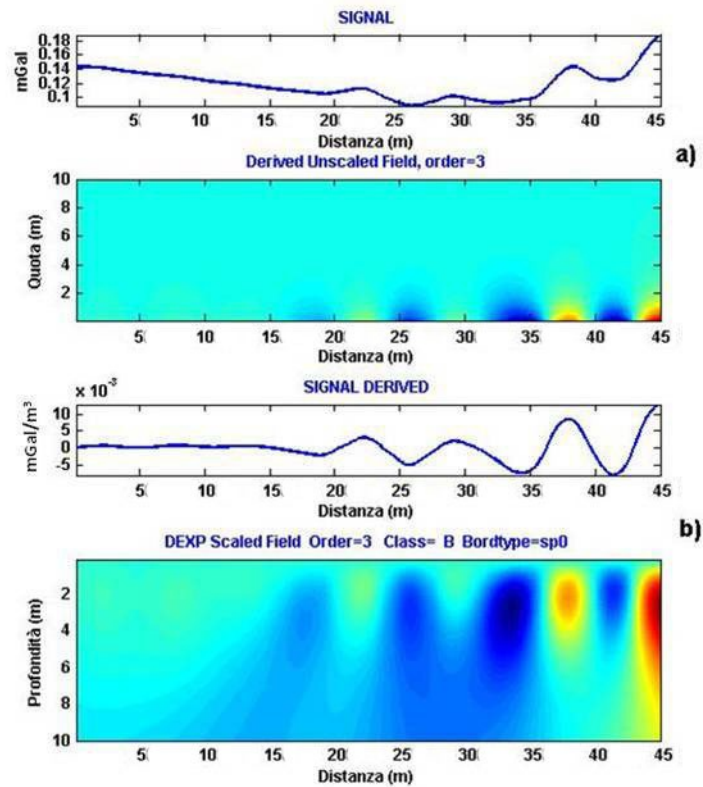 SIGNAL
mGal
0.18
0.16
0.14
0.12
0.1
5 10 15 20 25 30 35 40 45
Distanza (m)
a)
Derived Unscaled Field, order=3
Quota (m)
10
8
6
4
2
5 10 15 20 25 30 35 40 45
Distanza (m)
x 10⁻³
SIGNAL DERIVED
mGal/m³
10
5
0
-5
5 10 15 20 25 30 35 40 45
Distanza (m)
b)
DEXP Scaled Field Order=3 Class= B Bordtype=sp0
Profondità (m)
2
4
6
8
10
5 10 15 20 25 30 35 40 45
Distanza (m)